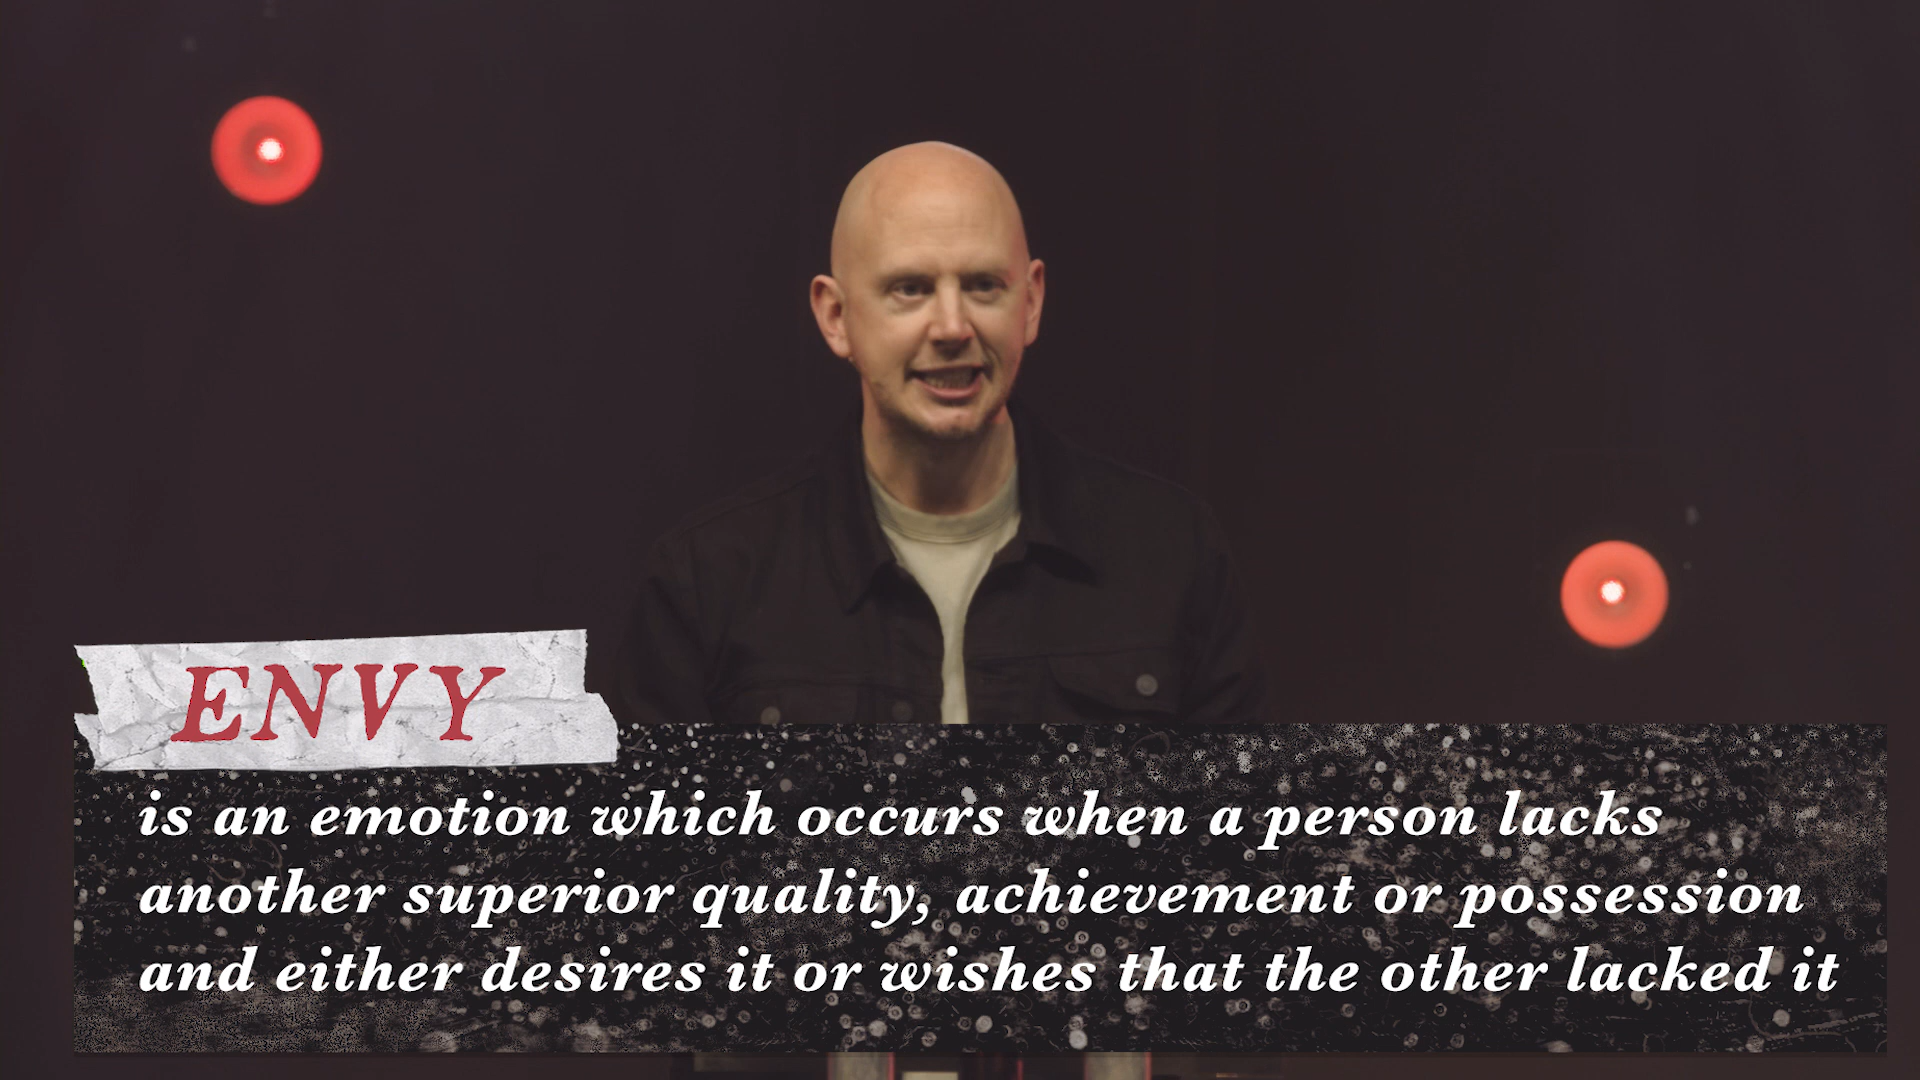 ENVY
is an emotion which occurs when a person lacks
another superior quality, achievement or possession
and either desires it or wishes that the other lacked it